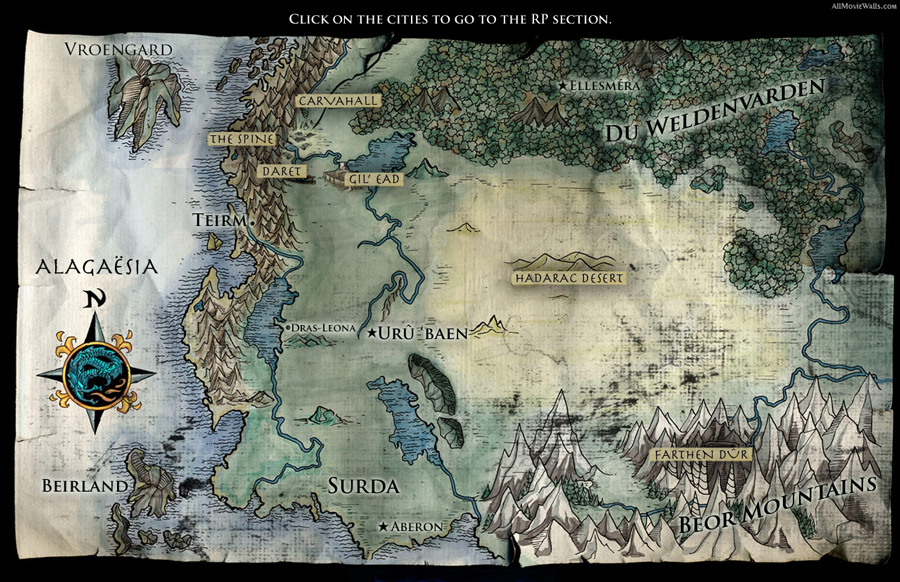 AllMovieWalls.com
Click on the cities to go to the RP section.
Vroengard
Carvahall
Ellesméra
Du Weldenvarden
The Spine
Daret
Gil' Ead
Teirm
Alagaësia
Hadarac Desert
N
Dras-Leona
Urû-baen
Farthen Dûr
Beirland
Surda
Beor Mountains
Aberon